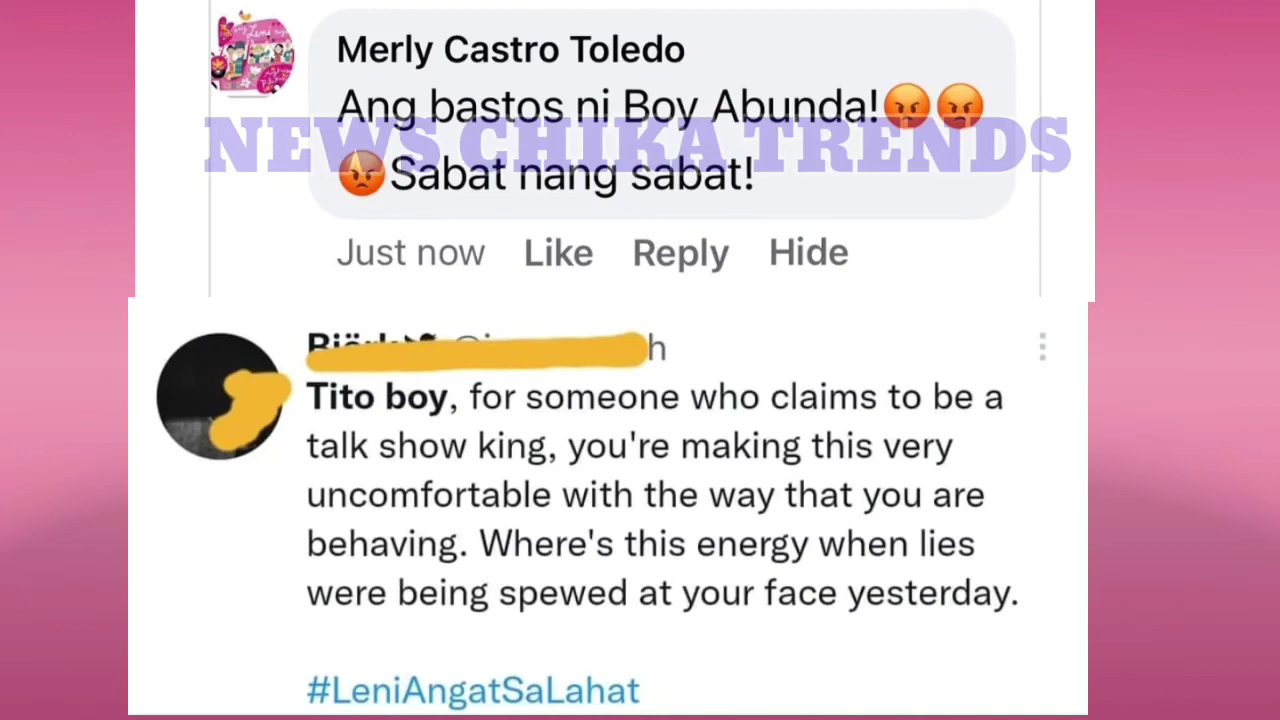 Merly Castro Toledo
Ang bastos ni Boy Abunda!😡😡
😡Sabat nang sabat!
NEWS CHIKA TRENDS
Just now Like Reply Hide
h
Tito boy, for someone who claims to be a
talk show king, you're making this very
uncomfortable with the way that you are
behaving. Where's this energy when lies
were being spewed at your face yesterday.
#LeniAngatSaLahat